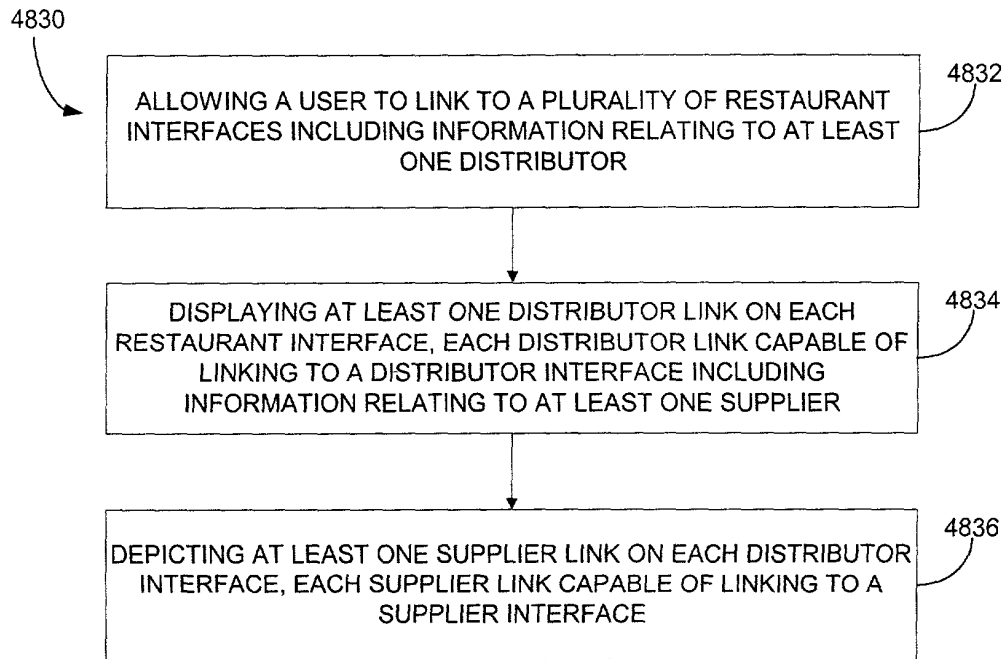 4830
4832
ALLOWING A USER TO LINK TO A PLURALITY OF RESTAURANT
INTERFACES INCLUDING INFORMATION RELATING TO AT LEAST
ONE DISTRIBUTOR
4834
DISPLAYING AT LEAST ONE DISTRIBUTOR LINK ON EACH
RESTAURANT INTERFACE, EACH DISTRIBUTOR LINK CAPABLE OF
LINKING TO A DISTRIBUTOR INTERFACE INCLUDING
INFORMATION RELATING TO AT LEAST ONE SUPPLIER
4836
DEPICTING AT LEAST ONE SUPPLIER LINK ON EACH DISTRIBUTOR
INTERFACE, EACH SUPPLIER LINK CAPABLE OF LINKING TO A
SUPPLIER INTERFACE